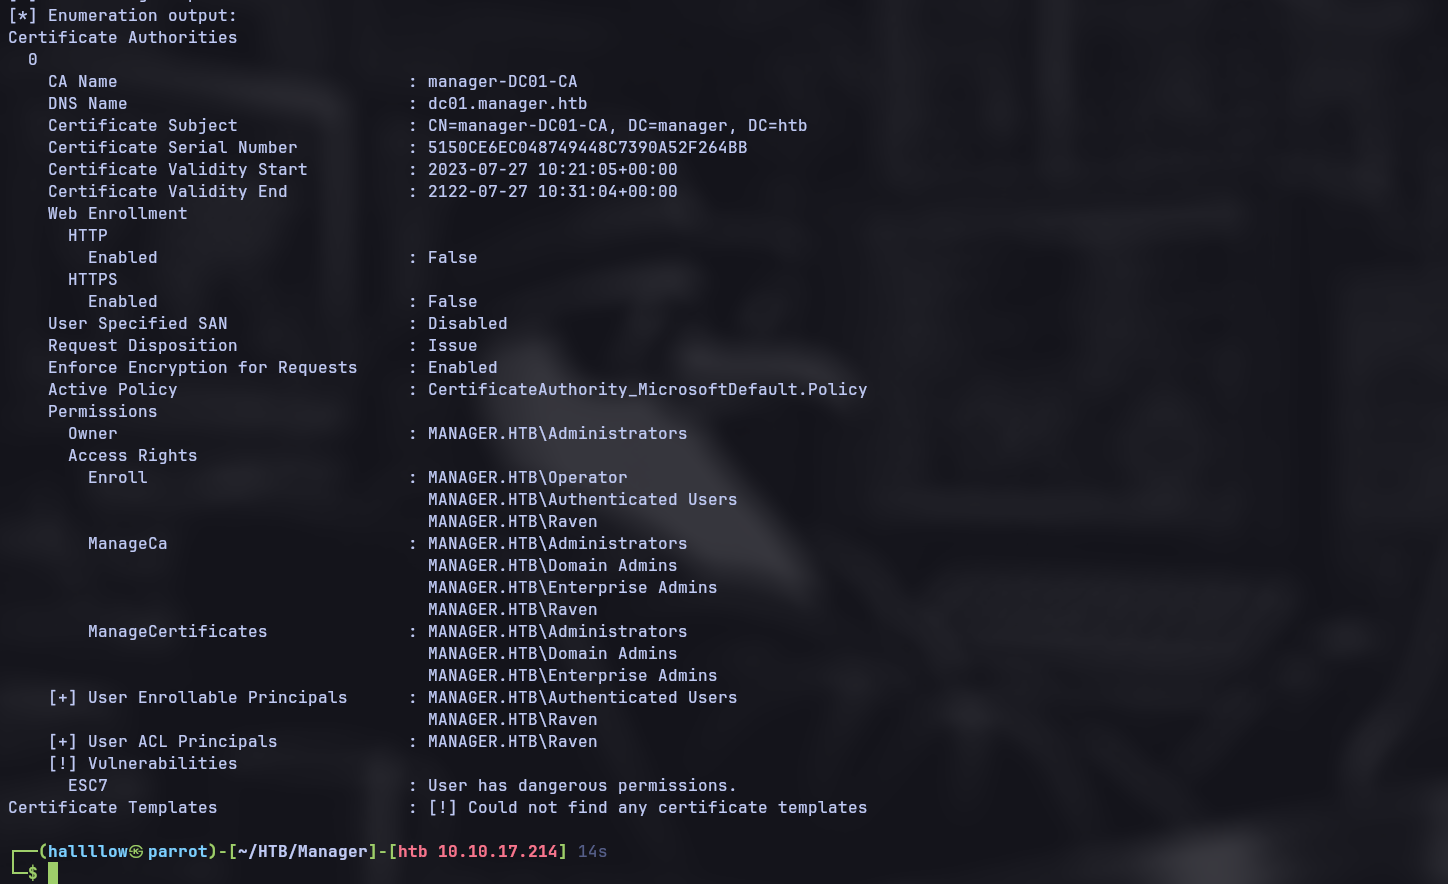 [*] Enumeration output:
Certificate Authorities
  0
    CA Name                             : manager-DC01-CA
    DNS Name                            : dc01.manager.htb
    Certificate Subject                 : CN=manager-DC01-CA, DC=manager, DC=htb
    Certificate Serial Number           : 5150CE6EC048749448C7390A52F264BB
    Certificate Validity Start          : 2023-07-27 10:21:05+00:00
    Certificate Validity End            : 2122-07-27 10:31:04+00:00
    Web Enrollment
      HTTP
        Enabled                         : False
      HTTPS
        Enabled                         : False
    User Specified SAN                  : Disabled
    Request Disposition                 : Issue
    Enforce Encryption for Requests     : Enabled
    Active Policy                       : CertificateAuthority_MicrosoftDefault.Policy
    Permissions
      Owner                             : MANAGER.HTB\Administrators
      Access Rights
        Enroll                          : MANAGER.HTB\Operator
                                          MANAGER.HTB\Authenticated Users
                                          MANAGER.HTB\Raven
        ManageCa                        : MANAGER.HTB\Administrators
                                          MANAGER.HTB\Domain Admins
                                          MANAGER.HTB\Enterprise Admins
                                          MANAGER.HTB\Raven
        ManageCertificates              : MANAGER.HTB\Administrators
                                          MANAGER.HTB\Domain Admins
                                          MANAGER.HTB\Enterprise Admins
    [+] User Enrollable Principals      : MANAGER.HTB\Authenticated Users
                                          MANAGER.HTB\Raven
    [+] User ACL Principals             : MANAGER.HTB\Raven
    [!] Vulnerabilities
      ESC7                              : User has dangerous permissions.
Certificate Templates                   : [!] Could not find any certificate templates
┌──(hallllow㉿parrot)-[~/HTB/Manager]-[htb 10.10.17.214] 14s
└─$